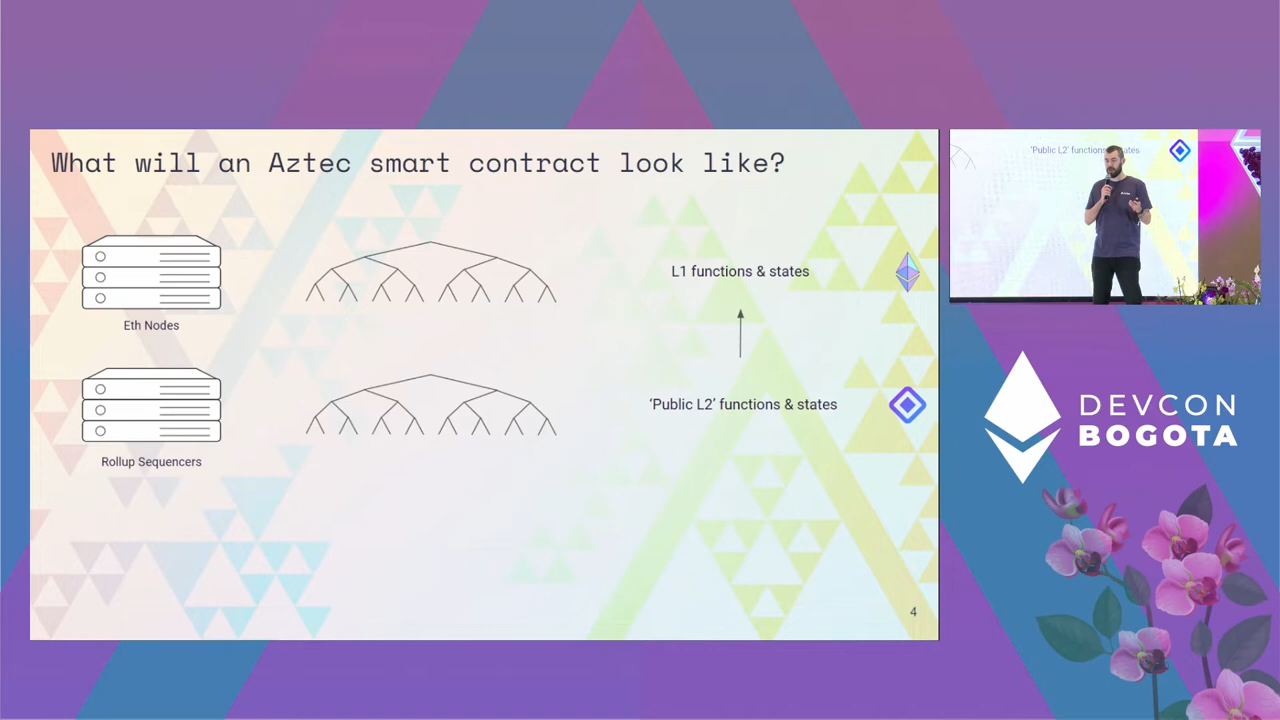 What will an Aztec smart contract look like?
Eth Nodes
L1 functions & states
Rollup Sequencers
'Public L2' functions & states
4
'Public L2' functions states
DEVCON
BOGOTA